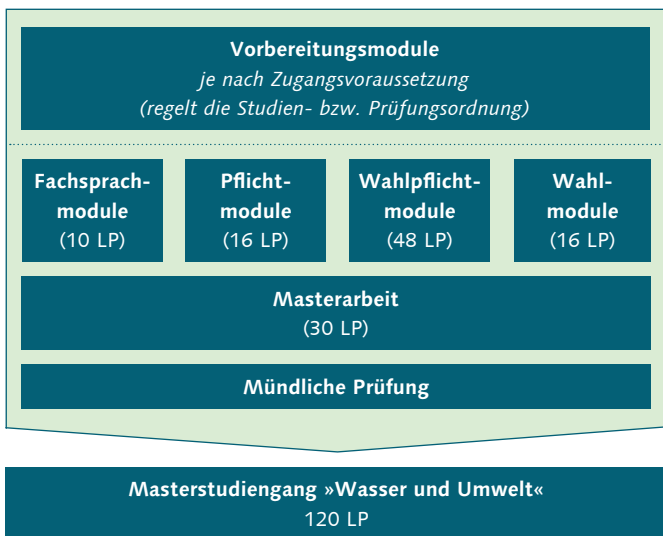 Vorbereitungsmodule
je nach Zugangsvoraussetzung
(regelt die Studien- bzw. Prüfungsordnung)
Fachsprach-
module
(10 LP)
Pflicht-
module
(16 LP)
Wahlpflicht-
module
(48 LP)
Wahl-
module
(16 LP)
Masterarbeit
(30 LP)
Mündliche Prüfung
Masterstudiengang »Wasser und Umwelt«
120 LP